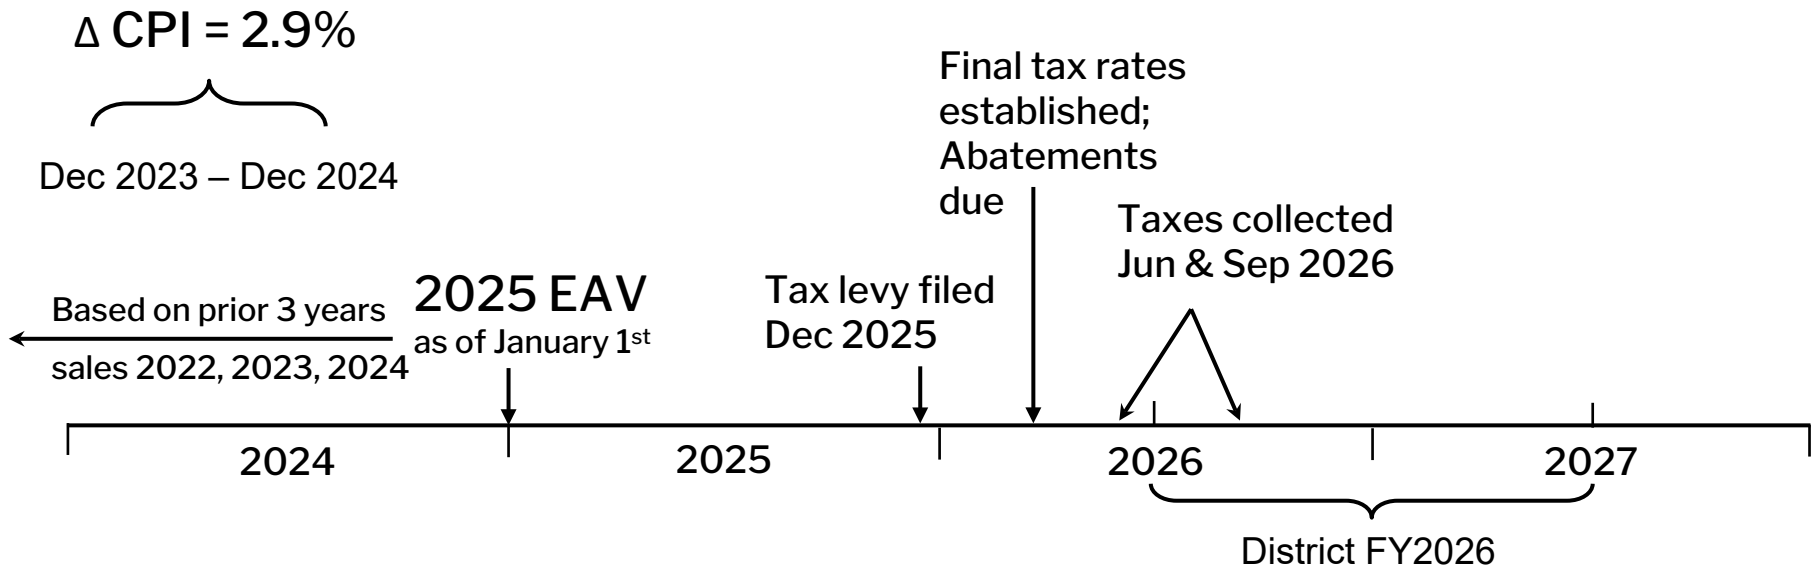 Δ CPI = 2.9%
Dec 2023 – Dec 2024
Based on prior 3 years
sales 2022, 2023, 2024
2025 EAV
as of January 1st
Tax levy filed
Dec 2025
Final tax rates
established;
Abatements
due
Taxes collected
Jun & Sep 2026
2024
2025
2026
2027
District FY2026